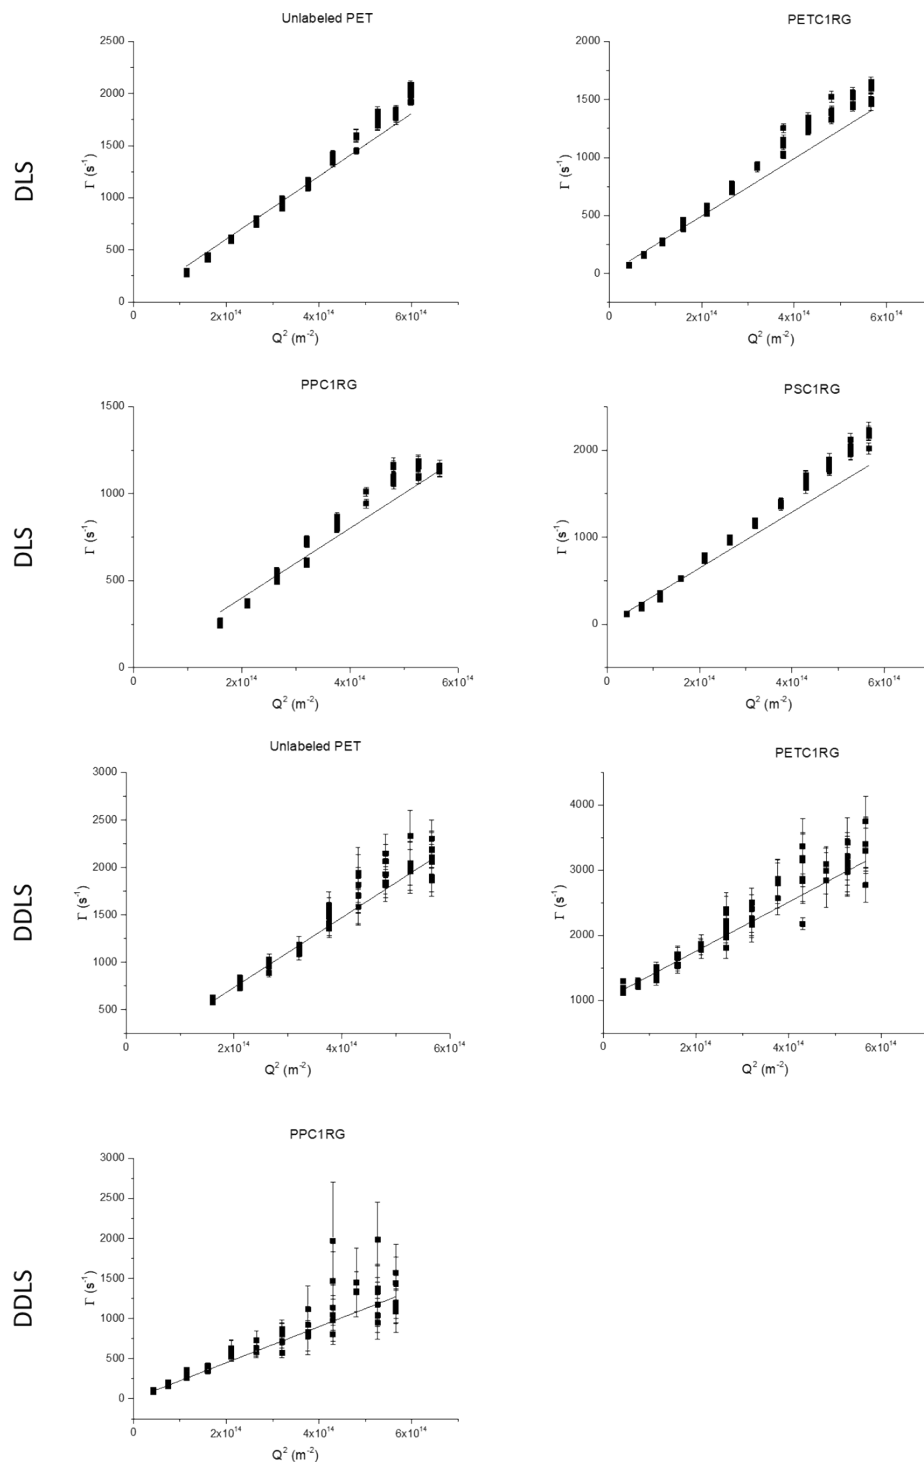 DLS
Unlabeled PET
Γ (s⁻¹)
2500
2000
1500
1000
500
0
0
2x10¹⁴
4x10¹⁴
6x10¹⁴
Q² (m⁻²)
PETC1RG
Γ (s⁻¹)
2000
1500
1000
500
0
0
2x10¹⁴
4x10¹⁴
6x10¹⁴
Q² (m⁻²)
DLS
PPC1RG
Γ (s⁻¹)
1500
1000
500
0
0
2x10¹⁴
4x10¹⁴
6x10¹⁴
Q² (m⁻²)
PSC1RG
Γ (s⁻¹)
2000
1000
0
0
2x10¹⁴
4x10¹⁴
6x10¹⁴
Q² (m⁻²)
DDLS
Unlabeled PET
Γ (s⁻¹)
3000
2500
2000
1500
1000
500
0
2x10¹⁴
4x10¹⁴
6x10¹⁴
Q² (m⁻²)
PETC1RG
Γ (s⁻¹)
4000
3000
2000
1000
0
2x10¹⁴
4x10¹⁴
6x10¹⁴
Q² (m⁻²)
DDLS
PPC1RG
Γ (s⁻¹)
3000
2500
2000
1500
1000
500
0
0
2x10¹⁴
4x10¹⁴
6x10¹⁴
Q² (m⁻²)